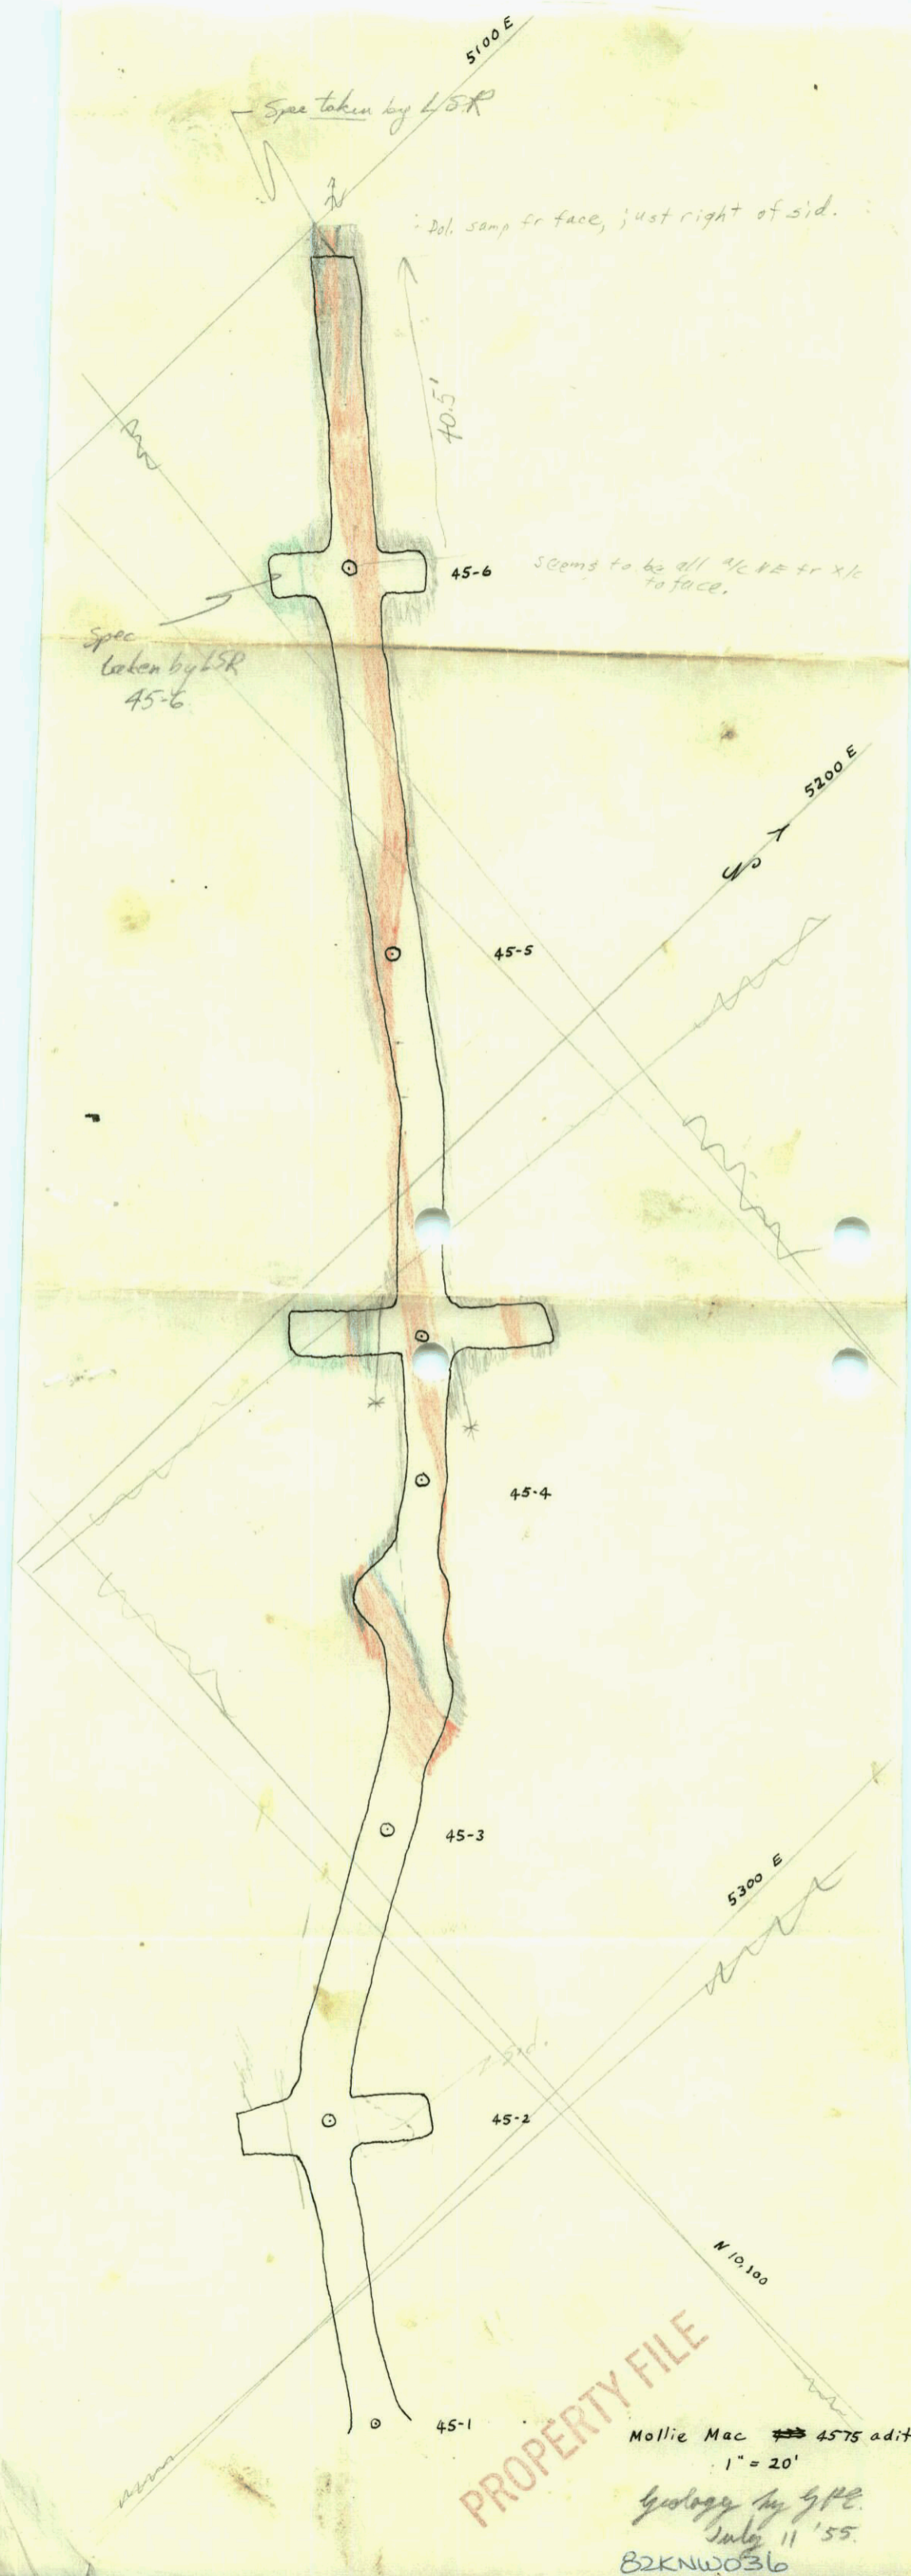 5100 E
Spec taken by LSR
Dol. samp fr face, just right of sid.
40.5'
45-6
seems to be all
fr x/c
to face.
Spec
taken by LSR
45-6
5200 E
45-5
45-4
45-3
5300 E
45-2
N 10,100
45-1
PROPERTY FILE
Mollie Mac 4575 adit
1" = 20'
Geology by GPE.
July 11 '55.
82KNW036